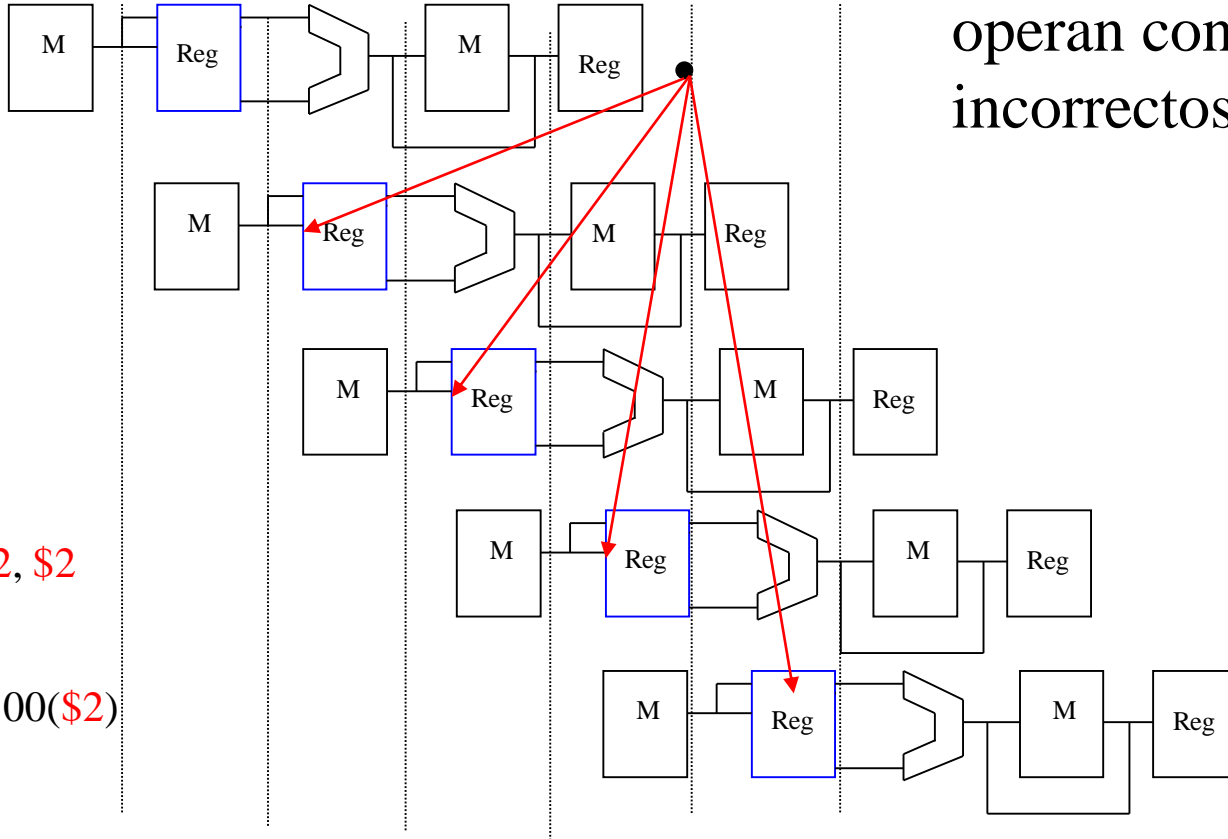 operan con
incorrectos
M Reg M Reg
M Reg M Reg
M Reg M Reg
2, $2
M Reg M Reg
00($2)
M Reg M Reg